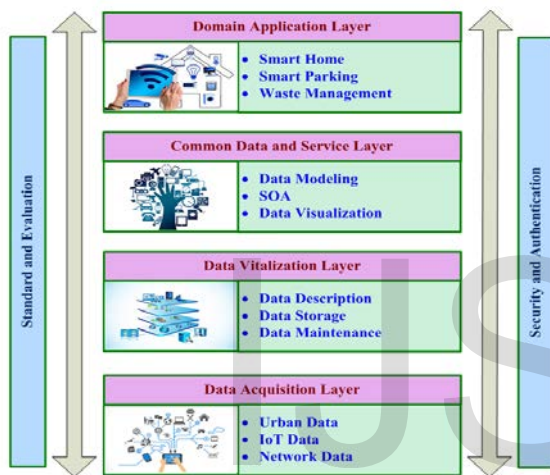 Domain Application Layer
• Smart Home
• Smart Parking
• Waste Management
Common Data and Service Layer
• Data Modeling
• SOA
• Data Visualization
Data Vitalization Layer
• Data Description
• Data Storage
• Data Maintenance
Data Acquisition Layer
• Urban Data
• IoT Data
• Network Data
Standard and Evaluation
Security and Authentication
IJS